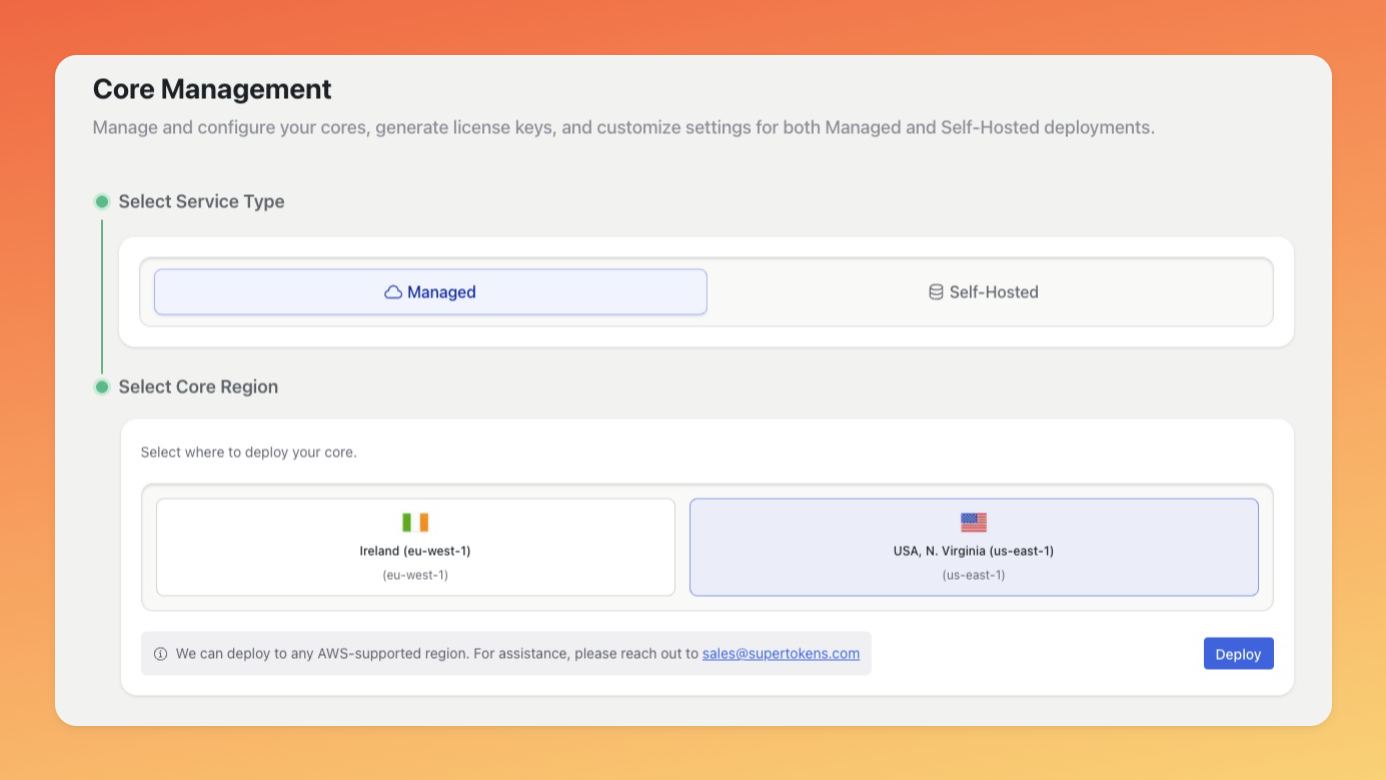 Core Management
Manage and configure your cores, generate license keys, and customize settings for both Managed and Self-Hosted deployments.
Select Service Type
Managed
Self-Hosted
Select Core Region
Select where to deploy your core.
Ireland (eu-west-1)
(eu-west-1)
USA, N. Virginia (us-east-1)
(us-east-1)
We can deploy to any AWS-supported region. For assistance, please reach out to sales@supertokens.com
Deploy